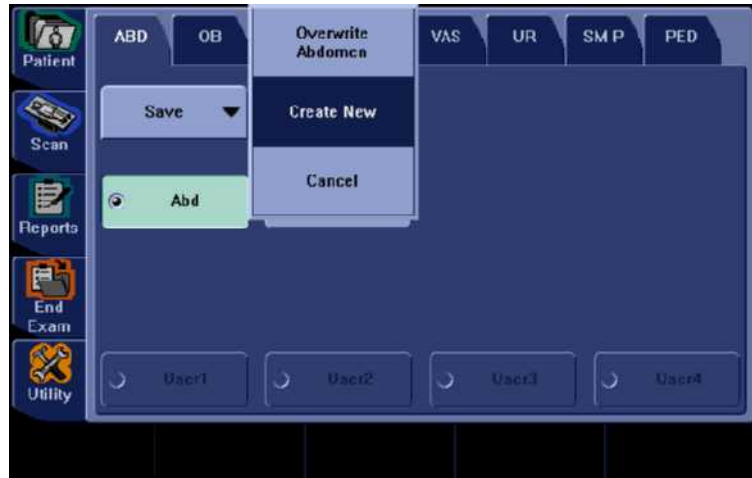 Patient
Scan
Reports
End
Exam
Utility
ABD
OB
VAS
UR
SM P
PED
Save
Overwrite
Abdomen
Create New
Cancel
Abd
User1
User2
User3
User4